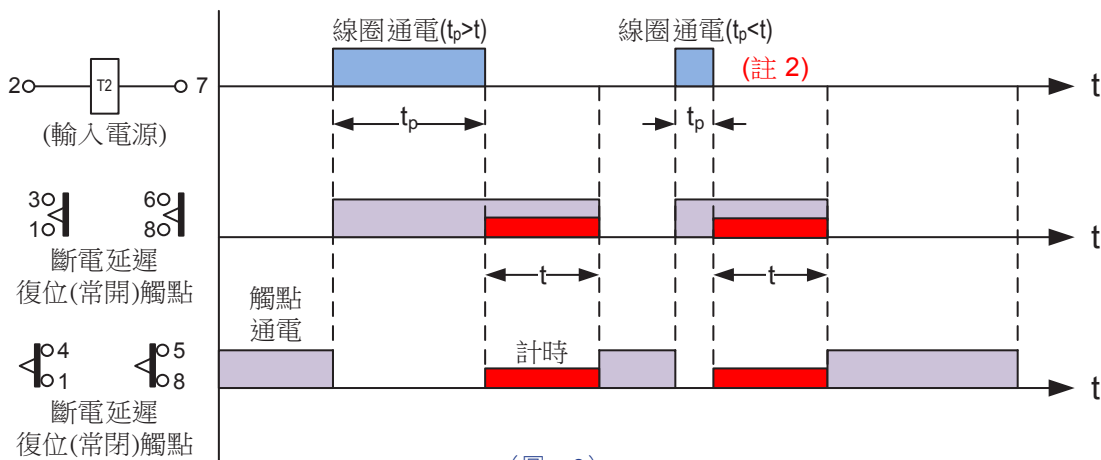 線圈通電(tp>t)
線圈通電(tp<t)
(註 2)
2
T2
7
t
(輸入電源)
tp
tp
3
1
6
8
t
斷電延遲
復位(常開)觸點
t
t
觸點
通電
計時
4
1
5
8
t
斷電延遲
復位(常閉)觸點